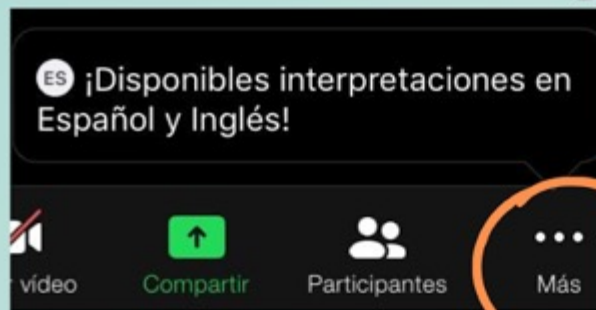 ES ¡Disponibles interpretaciones en
Español y Inglés!
vídeo Compartir Participantes Más